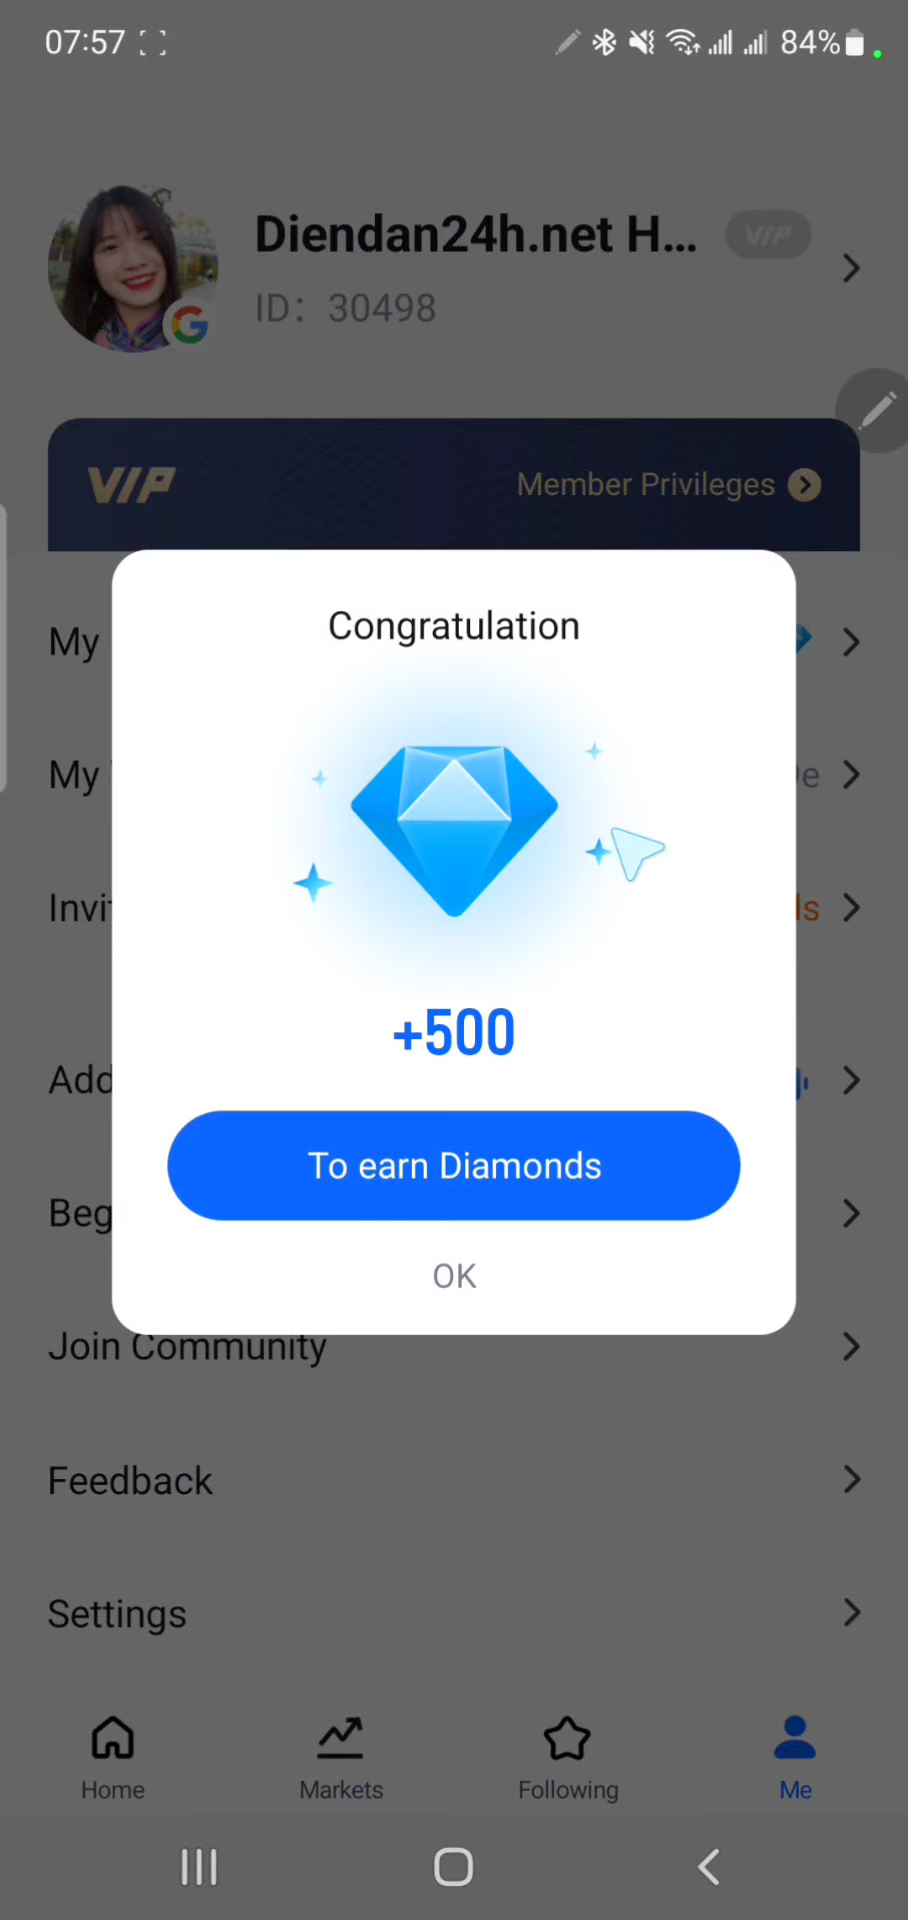 07:57
84%
Diendan24h.net H...
VIP
ID: 30498
VIP
Member Privileges
Congratulation
My
My
e
Invi
ls
+500
Add
To earn Diamonds
Beg
OK
Join Community
Feedback
Settings
Home
Markets
Following
Me